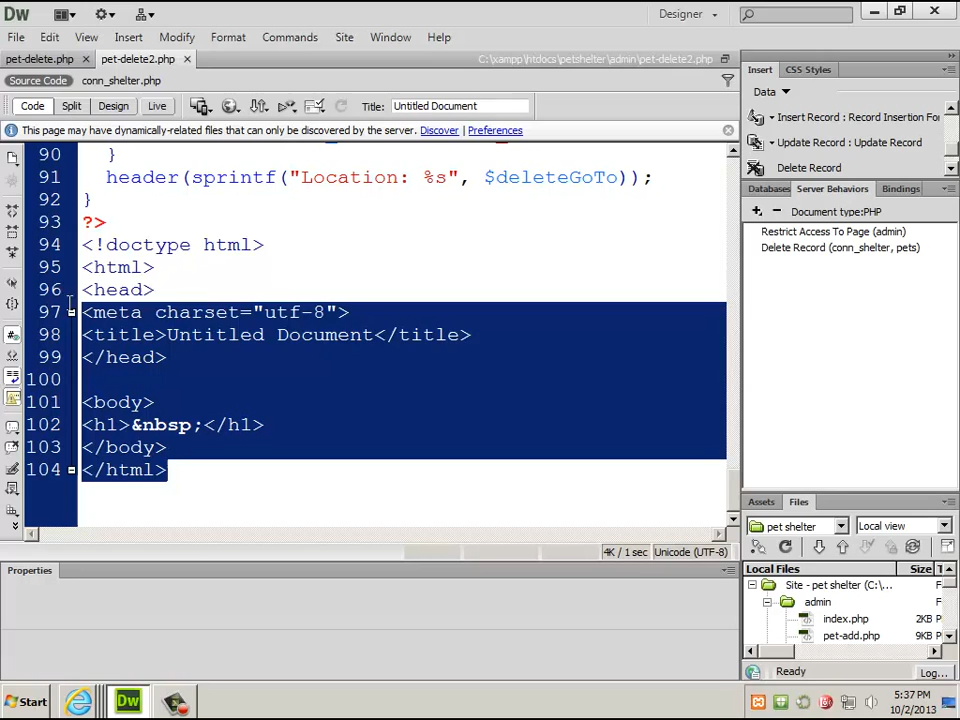 Dw
Designer
File Edit View Insert Modify Format Commands Site Window Help
pet-delete.php × pet-delete2.php × C:\xampp\htdocs\petshelter\admin\pet-delete2.php
Source Code conn_shelter.php
Code Split Design Live Title: Untitled Document
This page may have dynamically-related files that can only be discovered by the server. Discover | Preferences
90 }
91 header(sprintf("Location: %s", $deleteGoTo));
92 }
93 ?>
94 <!doctype html>
95 <html>
96 <head>
97 <meta charset="utf-8">
98 <title>Untitled Document</title>
99 </head>
100
101 <body>
102 <h1>&nbsp;</h1>
103 </body>
104 </html>
4K / 1 sec Unicode (UTF-8)
Properties
Insert CSS Styles
Data
Insert Record : Record Insertion For
Update Record : Update Record
Delete Record
Databases Server Behaviors Bindings
Document type:PHP
Restrict Access To Page (admin)
Delete Record (conn_shelter, pets)
Assets Files
pet shelter Local view
Local Files Size T
Site - pet shelter (C:\... F
admin F
index.php 2KB P
pet-add.php 9KB P
Ready Log...
Start Dw 5:37 PM
10/2/2013